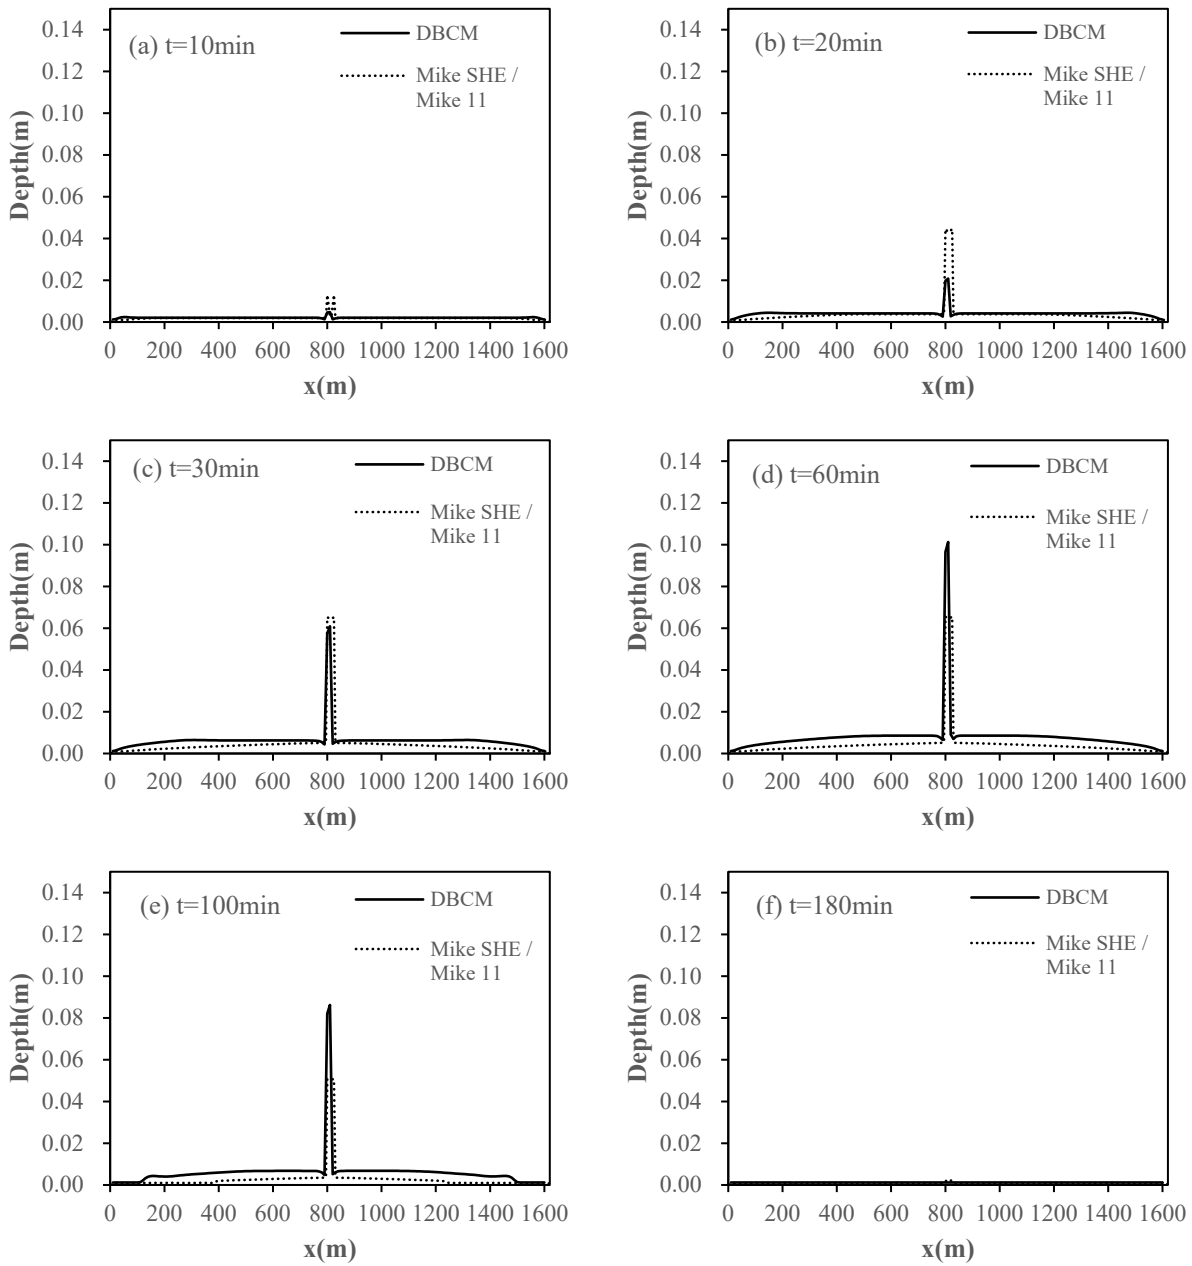 (a) t=10min
DBCM
Mike SHE /
Mike 11
0.14
0.12
0.10
0.08
0.06
0.04
0.02
0.00
Depth(m)
0 200 400 600 800 1000 1200 1400 1600
x(m)
(b) t=20min
DBCM
Mike SHE /
Mike 11
0.14
0.12
0.10
0.08
0.06
0.04
0.02
0.00
Depth(m)
0 200 400 600 800 1000 1200 1400 1600
x(m)
(c) t=30min
DBCM
Mike SHE /
Mike 11
0.14
0.12
0.10
0.08
0.06
0.04
0.02
0.00
Depth(m)
0 200 400 600 800 1000 1200 1400 1600
x(m)
(d) t=60min
DBCM
Mike SHE /
Mike 11
0.14
0.12
0.10
0.08
0.06
0.04
0.02
0.00
Depth(m)
0 200 400 600 800 1000 1200 1400 1600
x(m)
(e) t=100min
DBCM
Mike SHE /
Mike 11
0.14
0.12
0.10
0.08
0.06
0.04
0.02
0.00
Depth(m)
0 200 400 600 800 1000 1200 1400 1600
x(m)
(f) t=180min
DBCM
Mike SHE /
Mike 11
0.14
0.12
0.10
0.08
0.06
0.04
0.02
0.00
Depth(m)
0 200 400 600 800 1000 1200 1400 1600
x(m)